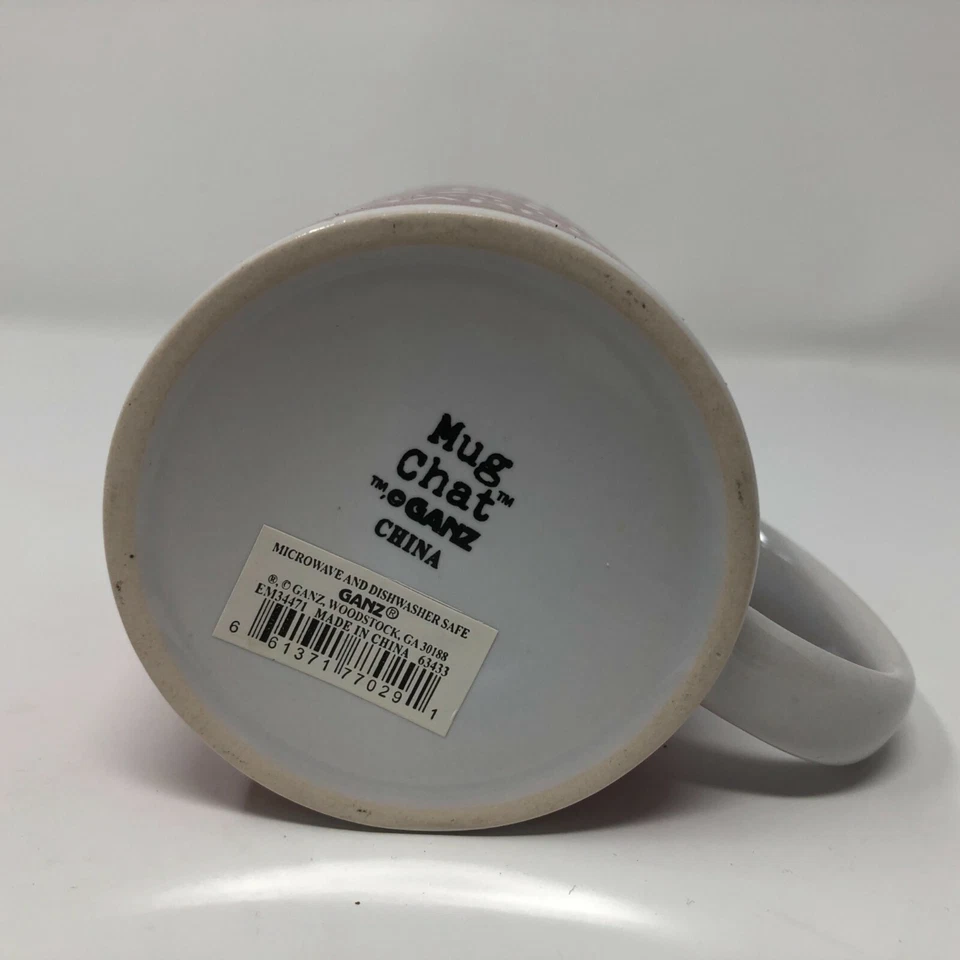 Mug
Chat™
™,©GANZ
CHINA
MICROWAVE AND DISHWASHER SAFE
GANZ®
®, © GANZ, WOODSTOCK, GA 30188
EM34471 MADE IN CHINA 63433
6 61371 77029 1